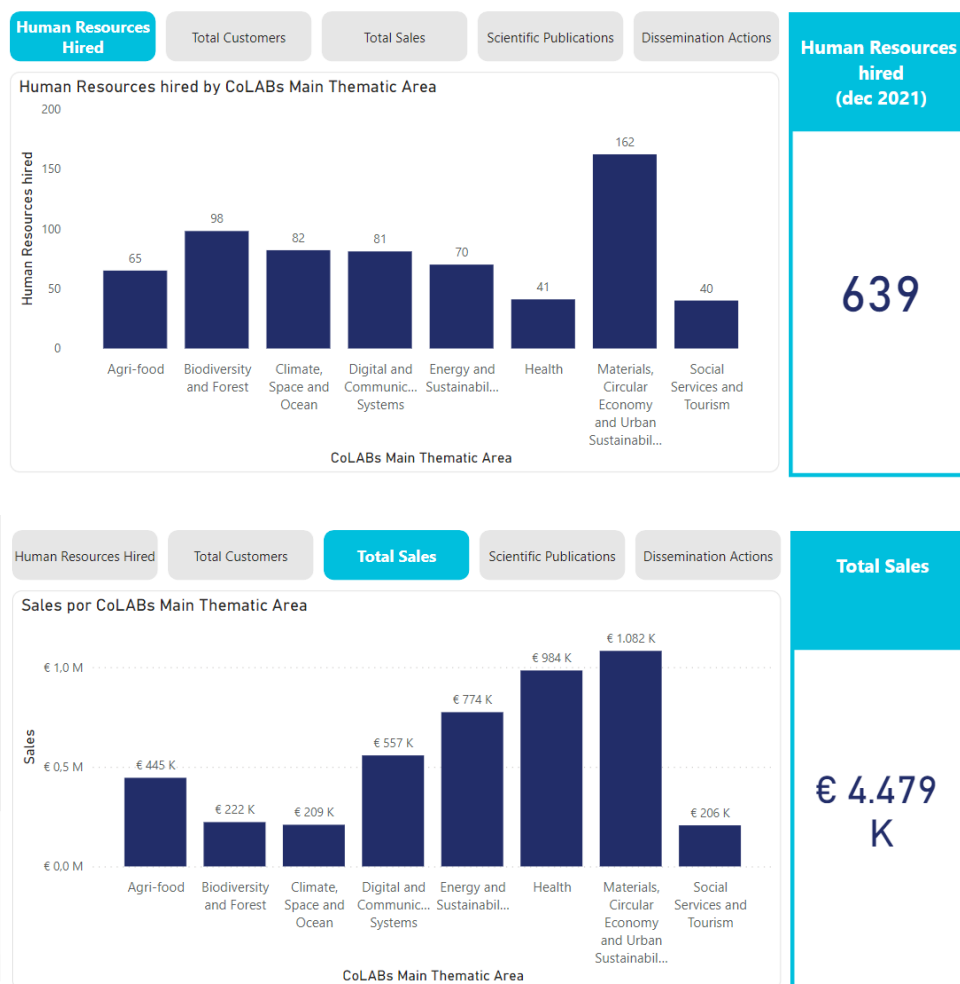 Human Resources
Hired
Total Customers
Total Sales
Scientific Publications
Dissemination Actions
Human Resources
hired
(dec 2021)
639
Human Resources hired by CoLABs Main Thematic Area
Human Resources hired
200
150
100
50
0
65
98
82
81
70
41
162
40
Agri-food
Biodiversity
and Forest
Climate,
Space and
Ocean
Digital and
Communic...
Systems
Energy and
Sustainabil...
Health
Materials,
Circular
Economy
and Urban
Sustainabil...
Social
Services and
Tourism
CoLABs Main Thematic Area
Human Resources Hired
Total Customers
Total Sales
Scientific Publications
Dissemination Actions
Total Sales
€ 4.479
K
Sales por CoLABs Main Thematic Area
Sales
€ 1,0 M
€ 0,5 M
€ 0,0 M
€ 445 K
€ 222 K
€ 209 K
€ 557 K
€ 774 K
€ 984 K
€ 1.082 K
€ 206 K
Agri-food
Biodiversity
and Forest
Climate,
Space and
Ocean
Digital and
Communic...
Systems
Energy and
Sustainabil...
Health
Materials,
Circular
Economy
and Urban
Sustainabil...
Social
Services and
Tourism
CoLABs Main Thematic Area